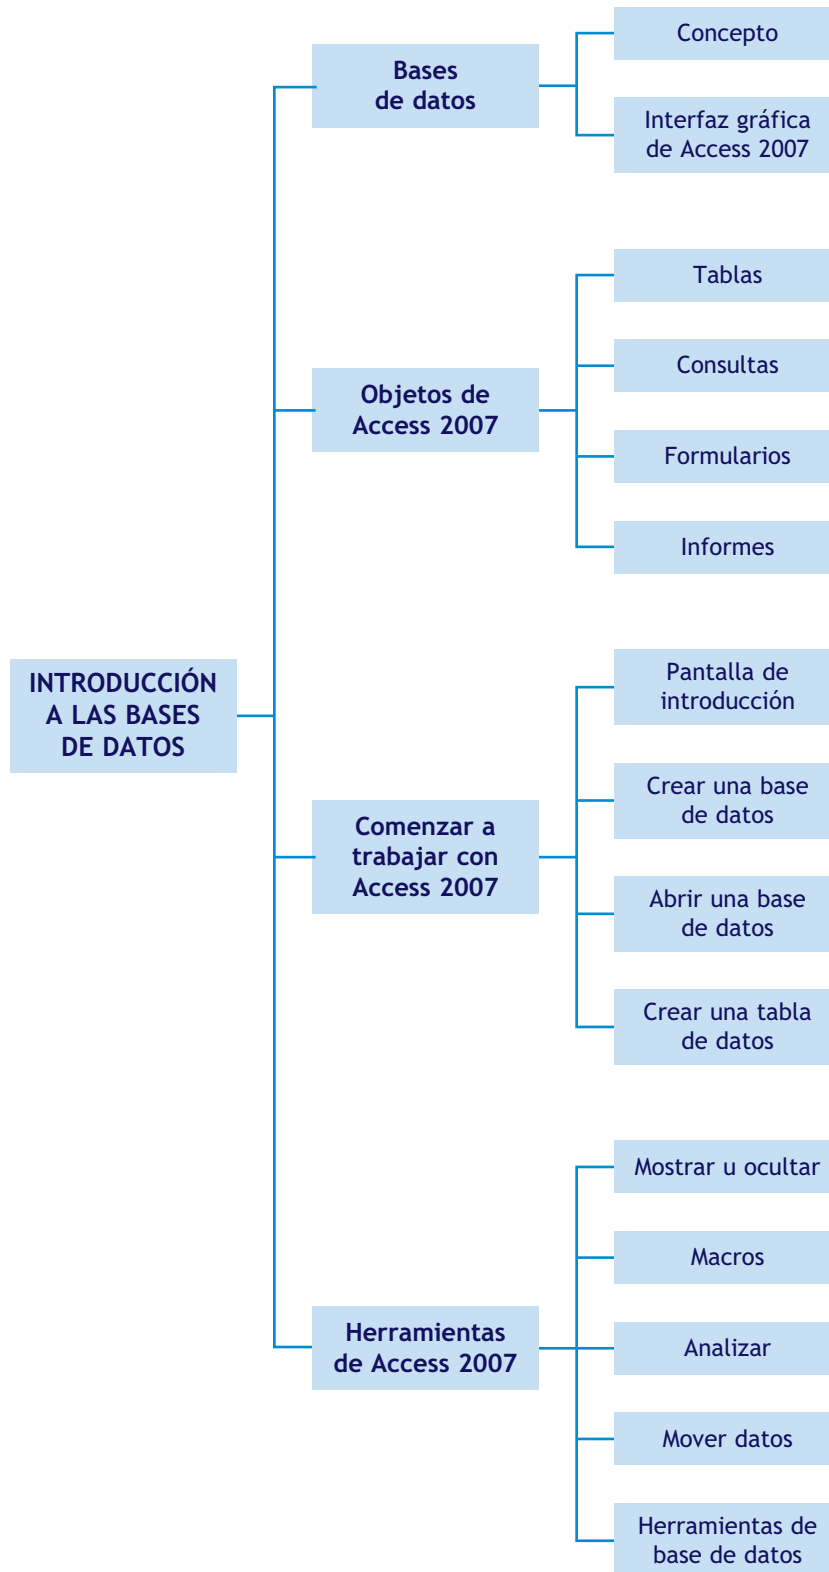 INTRODUCCIÓN
A LAS BASES
DE DATOS
Bases
de datos
Concepto
Interfaz gráfica
de Access 2007
Objetos de
Access 2007
Tablas
Consultas
Formularios
Informes
Comenzar a
trabajar con
Access 2007
Pantalla de
introducción
Crear una base
de datos
Abrir una base
de datos
Crear una tabla
de datos
Herramientas
de Access 2007
Mostrar u ocultar
Macros
Analizar
Mover datos
Herramientas de
base de datos